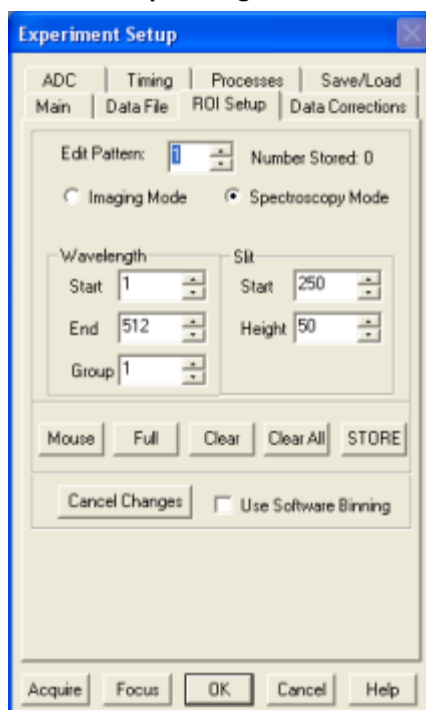 Experiment Setup
ADC Timing Processes Save/Load
Main Data File ROI Setup Data Corrections
Edit Pattern: 1 Number Stored: 0
Imaging Mode Spectroscopy Mode
Wavelength Slit
Start 1 Start 250
End 512 Height 50
Group 1
Mouse Full Clear Clear All STORE
Cancel Changes Use Software Binning
Acquire Focus OK Cancel Help